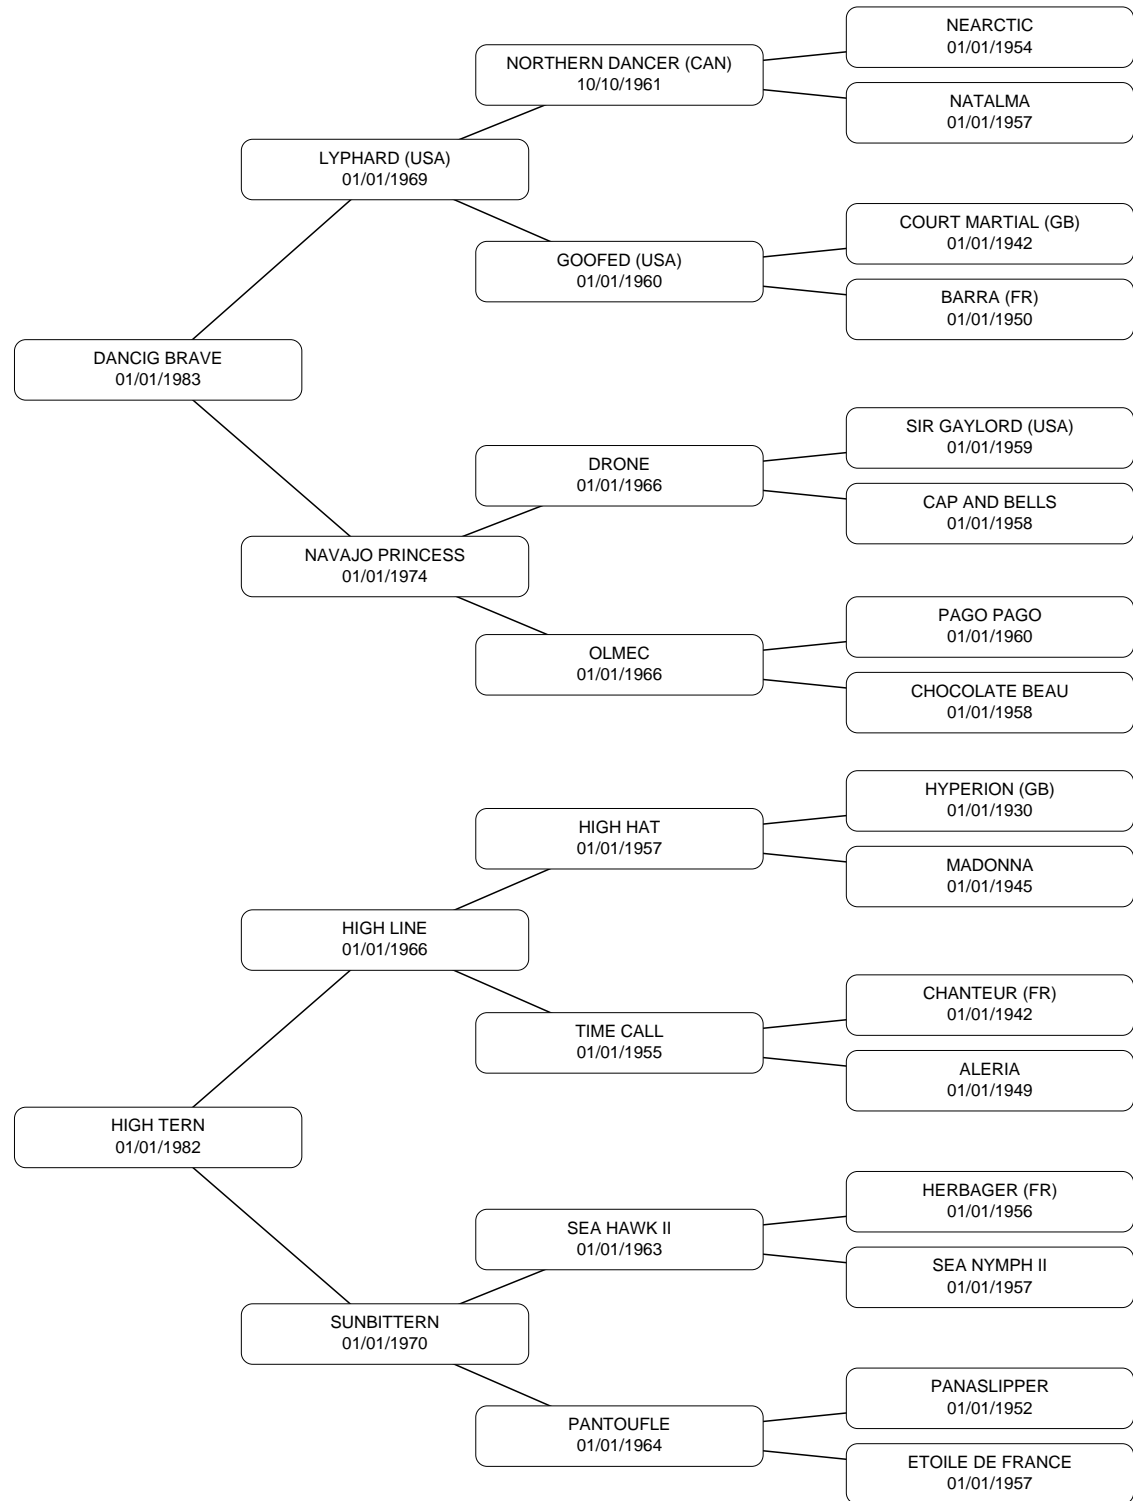 NEARCTIC
01/01/1954
NORTHERN DANCER (CAN)
10/10/1961
NATALMA
01/01/1957
LYPHARD (USA)
01/01/1969
COURT MARTIAL (GB)
01/01/1942
GOOFED (USA)
01/01/1960
BARRA (FR)
01/01/1950
DANCIG BRAVE
01/01/1983
SIR GAYLORD (USA)
01/01/1959
DRONE
01/01/1966
CAP AND BELLS
01/01/1958
NAVAJO PRINCESS
01/01/1974
PAGO PAGO
01/01/1960
OLMEC
01/01/1966
CHOCOLATE BEAU
01/01/1958
HYPERION (GB)
01/01/1930
HIGH HAT
01/01/1957
MADONNA
01/01/1945
HIGH LINE
01/01/1966
CHANTEUR (FR)
01/01/1942
TIME CALL
01/01/1955
ALERIA
01/01/1949
HIGH TERN
01/01/1982
HERBAGER (FR)
01/01/1956
SEA HAWK II
01/01/1963
SEA NYMPH II
01/01/1957
SUNBITTERN
01/01/1970
PANASLIPPER
01/01/1952
PANTOUFLE
01/01/1964
ETOILE DE FRANCE
01/01/1957